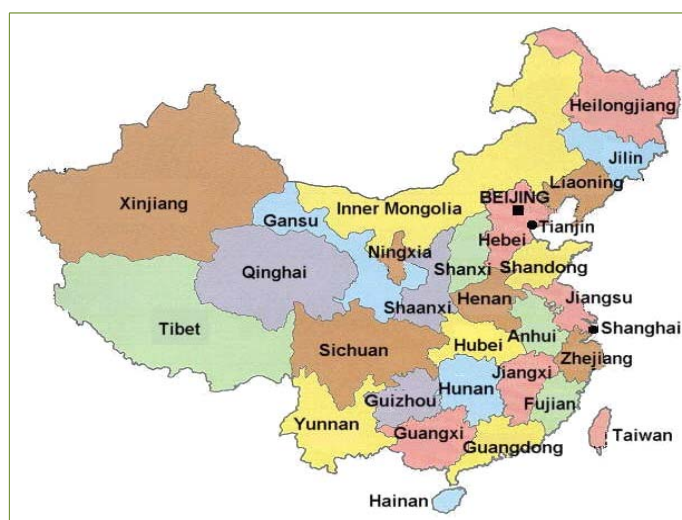 Heilongjiang
Jilin
Liaoning
BEIJING
Xinjiang
Gansu
Inner Mongolia
Tianjin
Hebei
Ningxia
Qinghai
Shanxi
Shandong
Shaanxi
Henan
Jiangsu
Tibet
Shanghai
Anhui
Sichuan
Hubei
Zhejiang
Jiangxi
Hunan
Guizhou
Fujian
Yunnan
Guangxi
Taiwan
Guangdong
Hainan